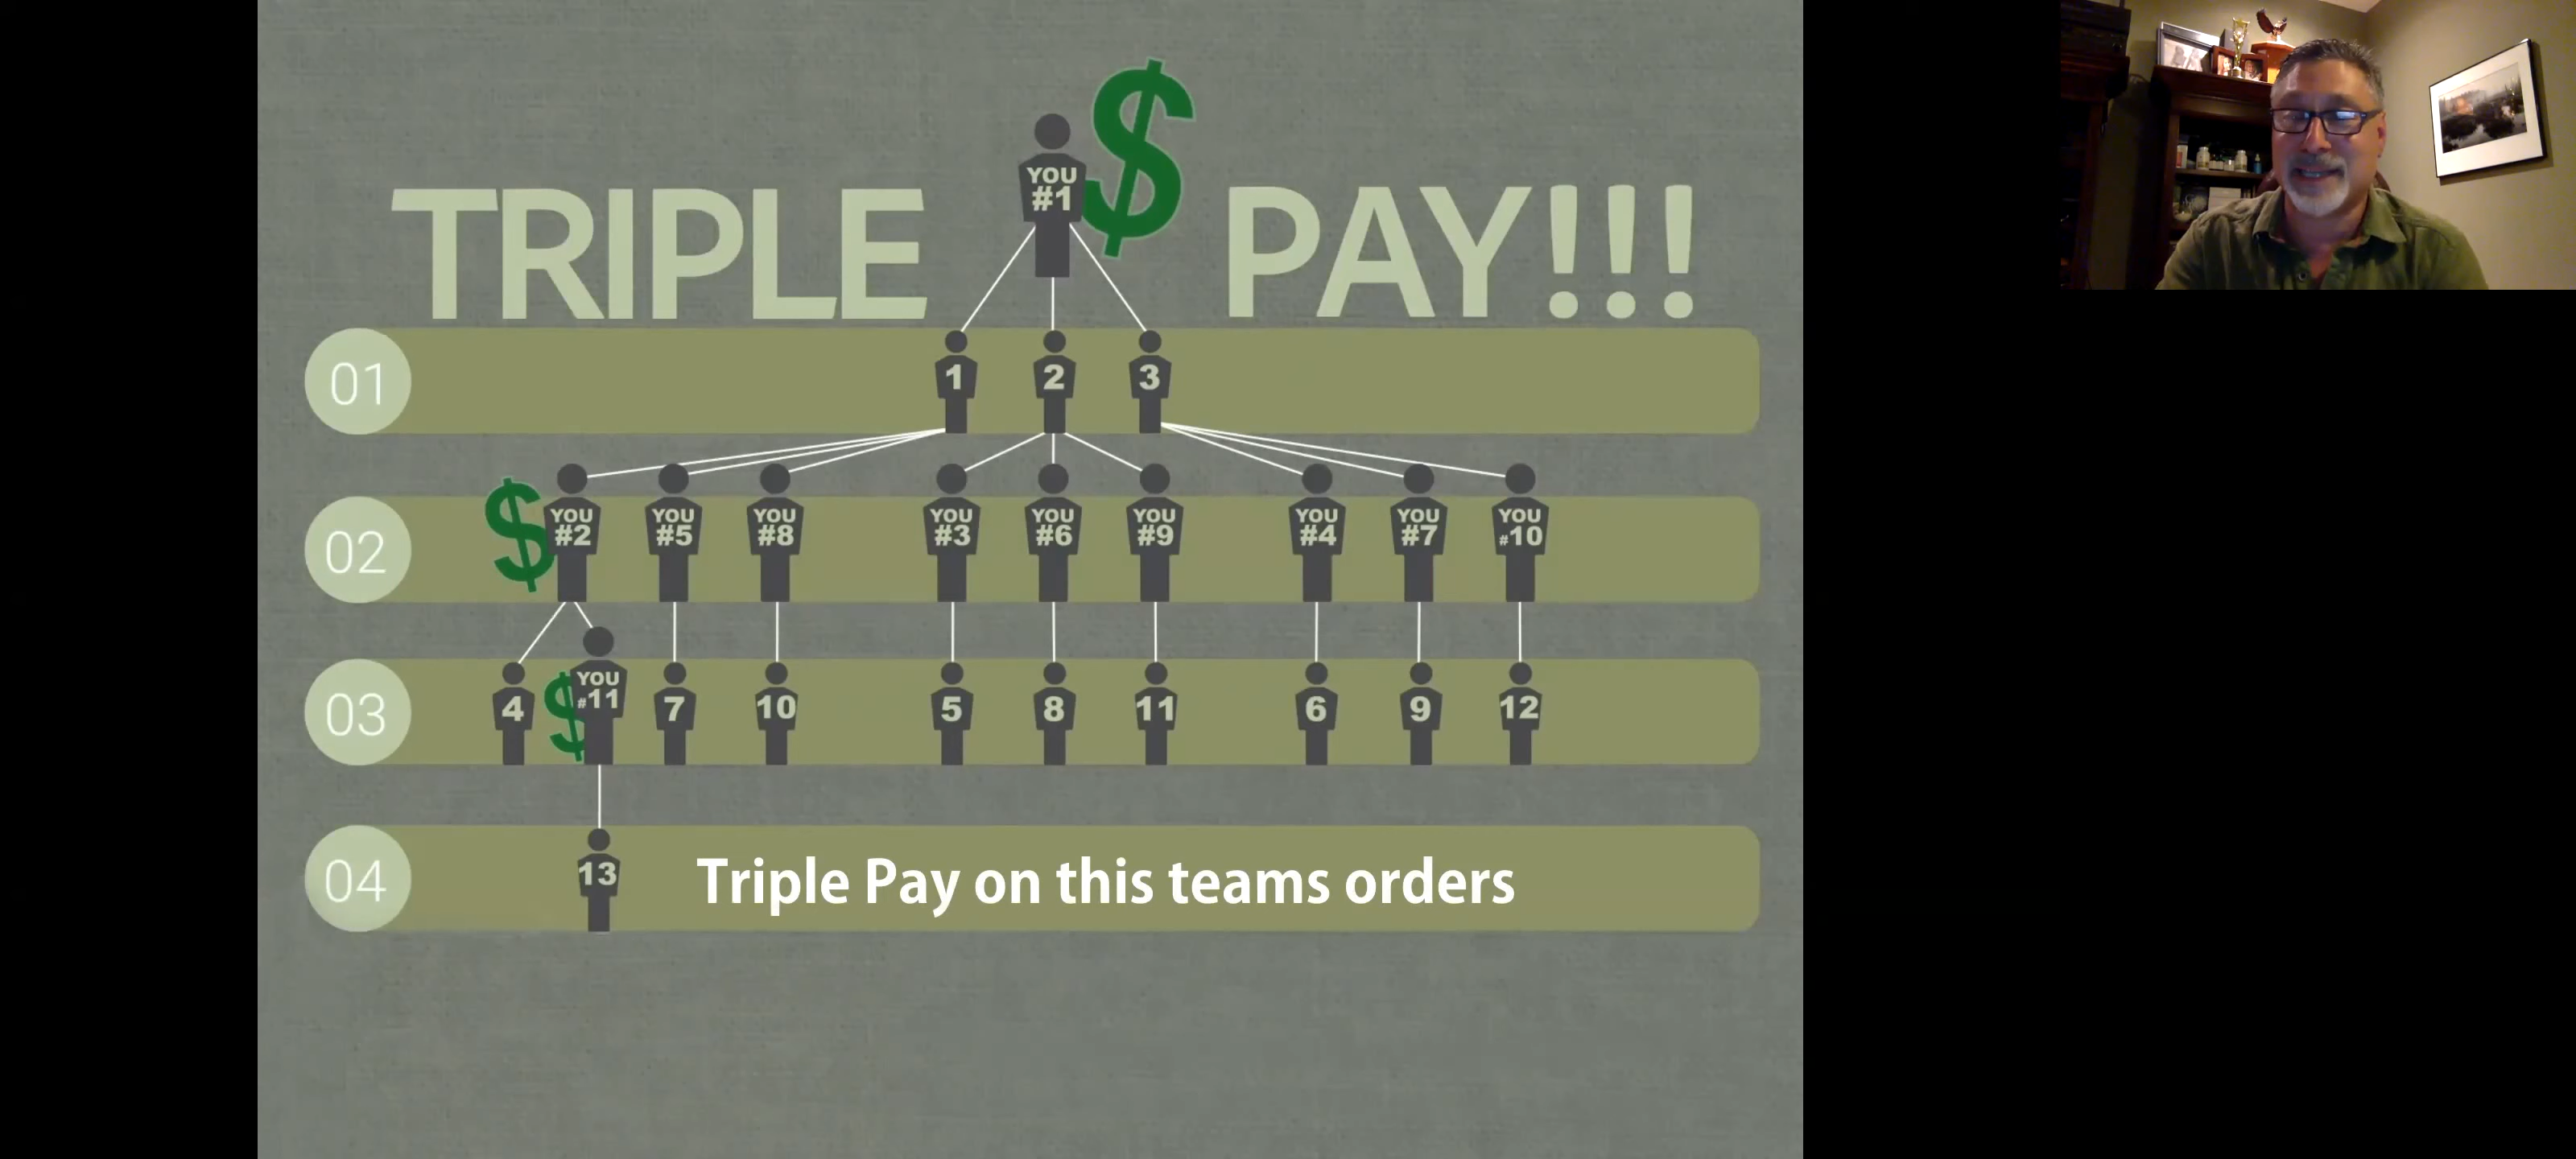 TRIPLE PAY!!!
YOU
#1
01
1 2 3
02
YOU #2 YOU #5 YOU #8 YOU #3 YOU #6 YOU #9 YOU #4 YOU #7 YOU #10
03
4 YOU #11 7 10 5 8 11 6 9 12
04
13
Triple Pay on this teams orders